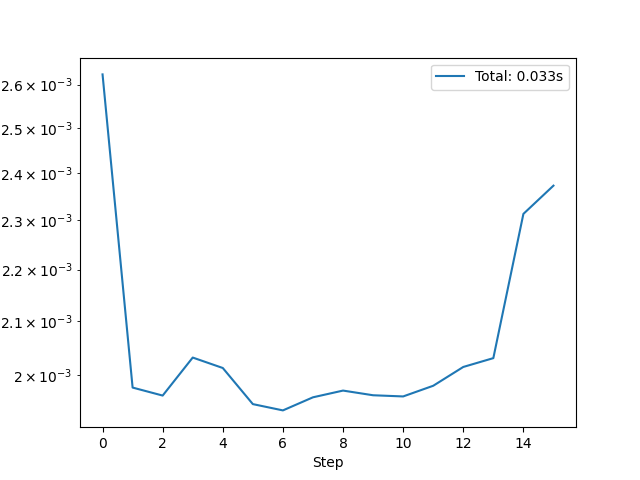 Total: 0.033s
2.6 × 10⁻³
2.5 × 10⁻³
2.4 × 10⁻³
2.3 × 10⁻³
2.2 × 10⁻³
2.1 × 10⁻³
2 × 10⁻³
0 2 4 6 8 10 12 14
Step